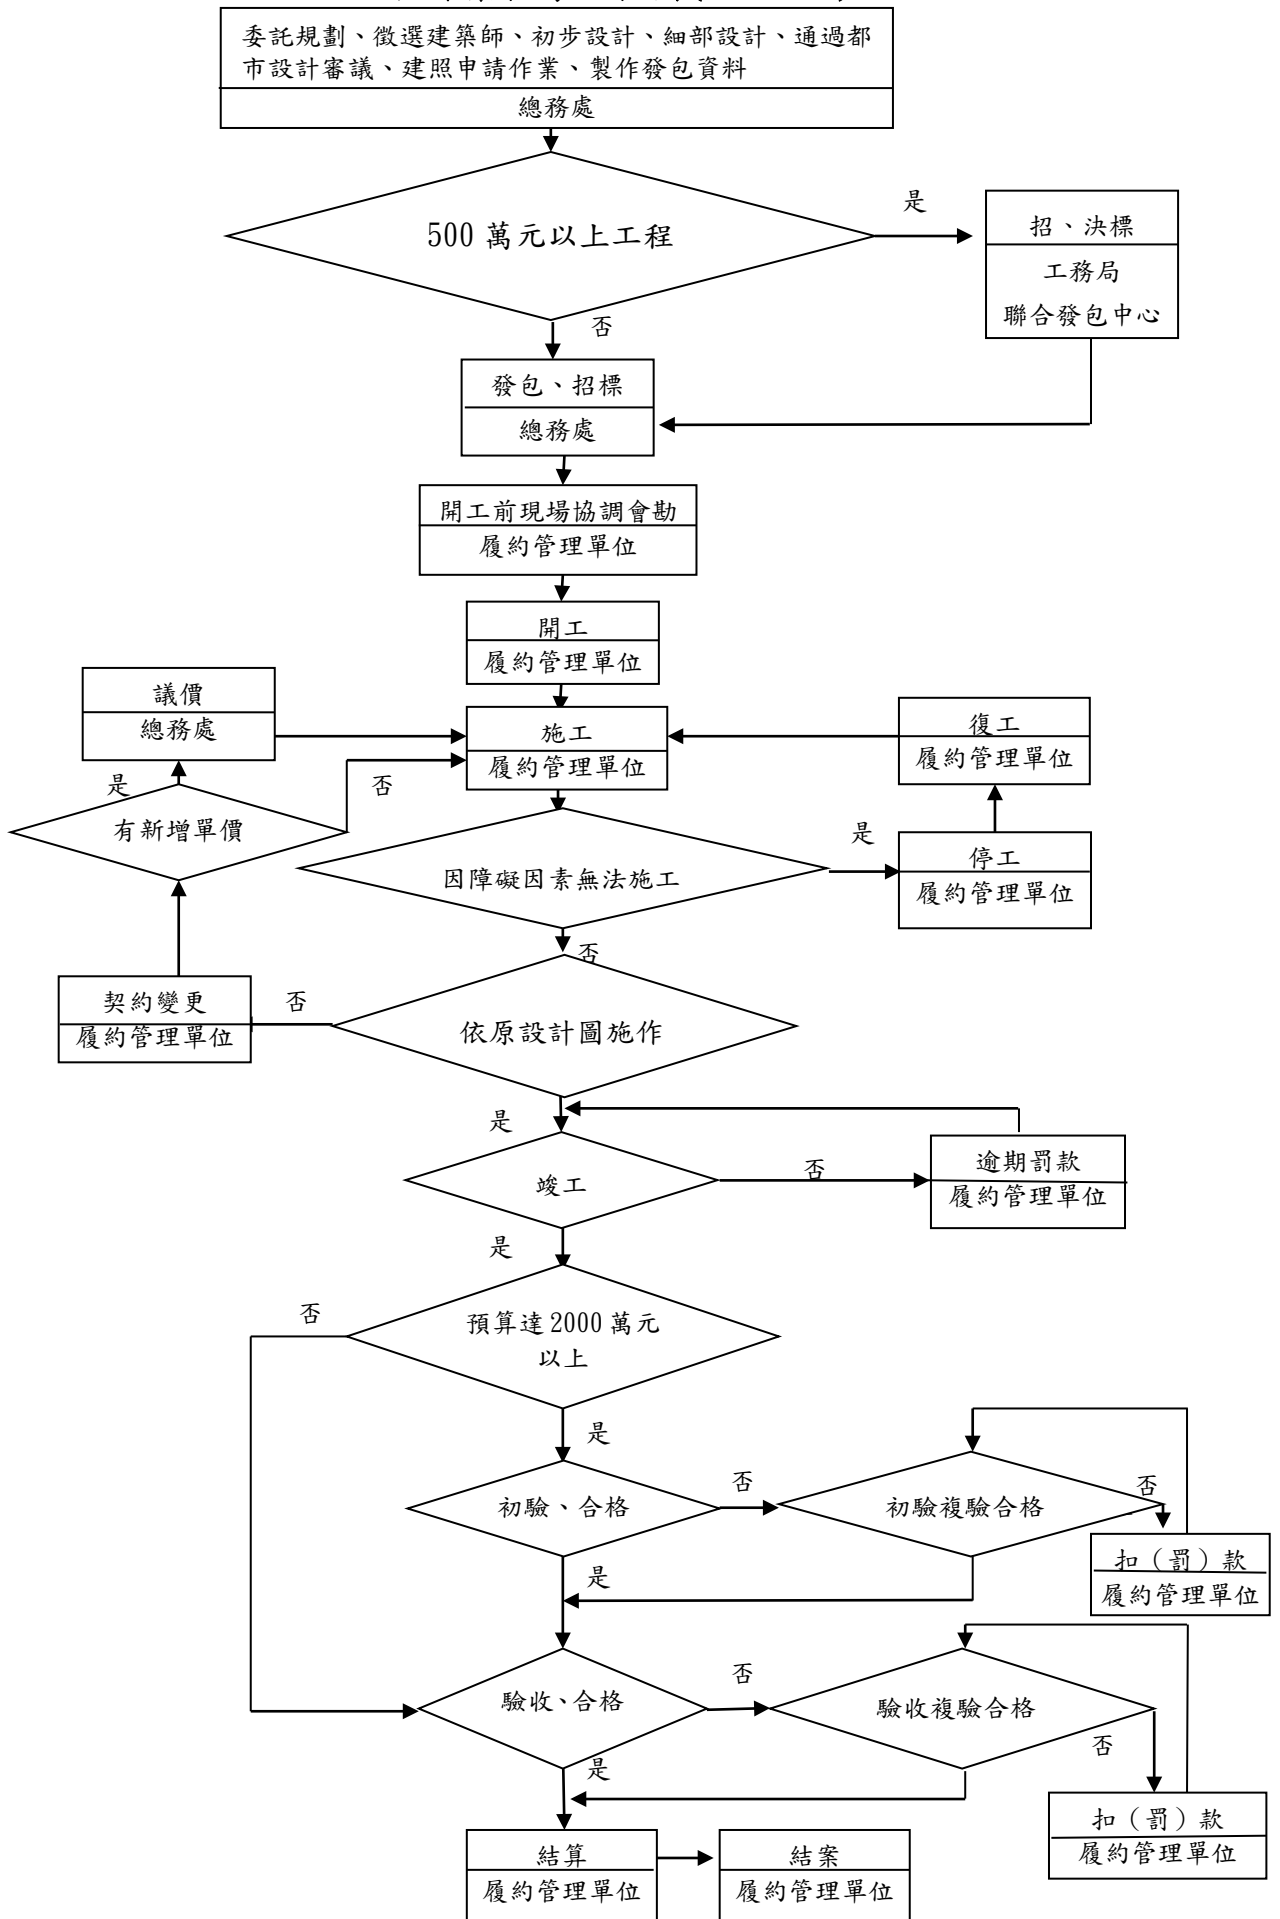 委託規劃、徵選建築師、初步設計、細部設計、通過都
市設計審議、建照申請作業、製作發包資料
總務處
500 萬元以上工程
是
招、決標
工務局
聯合發包中心
否
發包、招標
總務處
開工前現場協調會勘
履約管理單位
開工
履約管理單位
議價
總務處
施工
履約管理單位
復工
履約管理單位
是
否
有新增單價
因障礙因素無法施工
是
停工
履約管理單位
否
契約變更
履約管理單位
否
依原設計圖施作
是
竣工
否
逾期罰款
履約管理單位
是
否
預算達 2000 萬元
以上
是
初驗、合格
否
初驗複驗合格
否
扣（罰）款
履約管理單位
是
驗收、合格
否
驗收複驗合格
否
扣（罰）款
履約管理單位
是
結算
履約管理單位
結案
履約管理單位